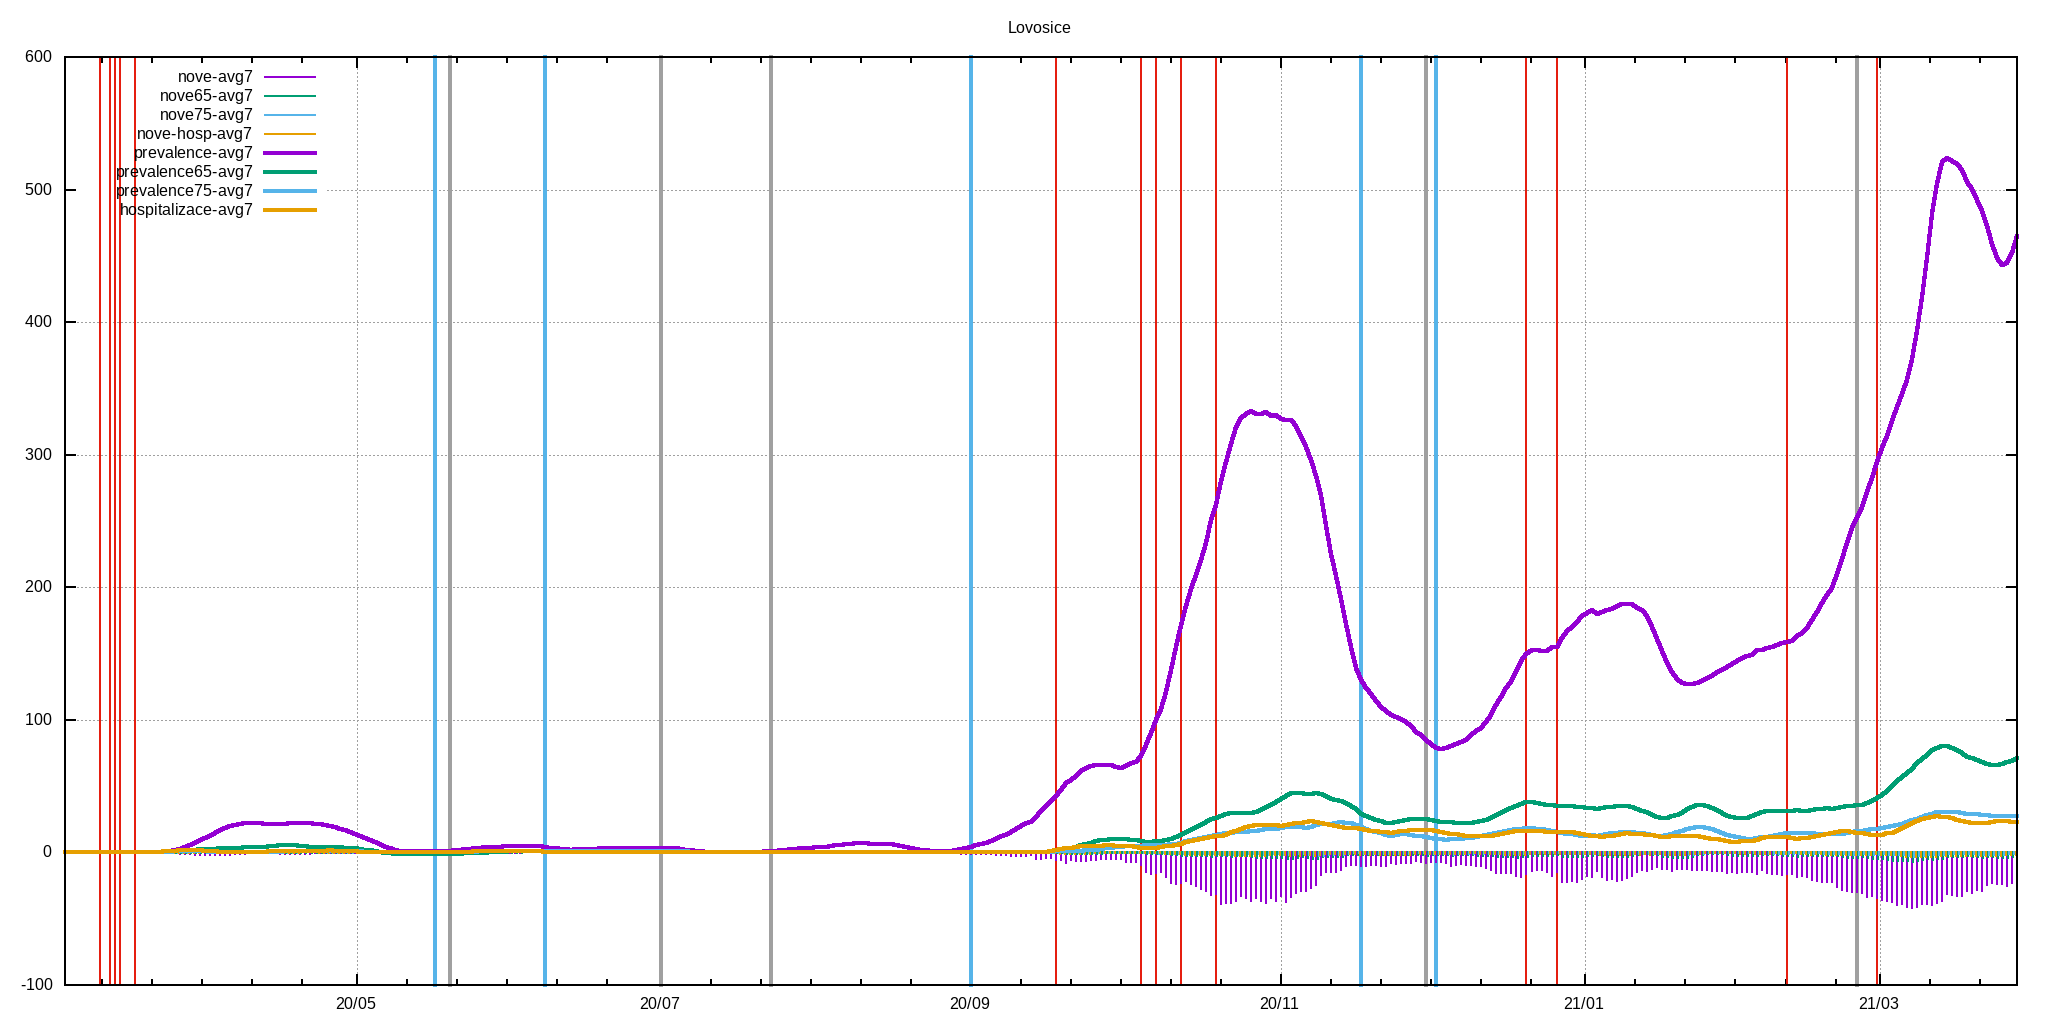 Lovosice
600
nove-avg7
nove65-avg7
nove75-avg7
nove-hosp-avg7
prevalence-avg7
prevalence65-avg7
prevalence75-avg7
hospitalizace-avg7
500
400
300
200
100
0
-100
20/05 20/07 20/09 20/11 21/01 21/03